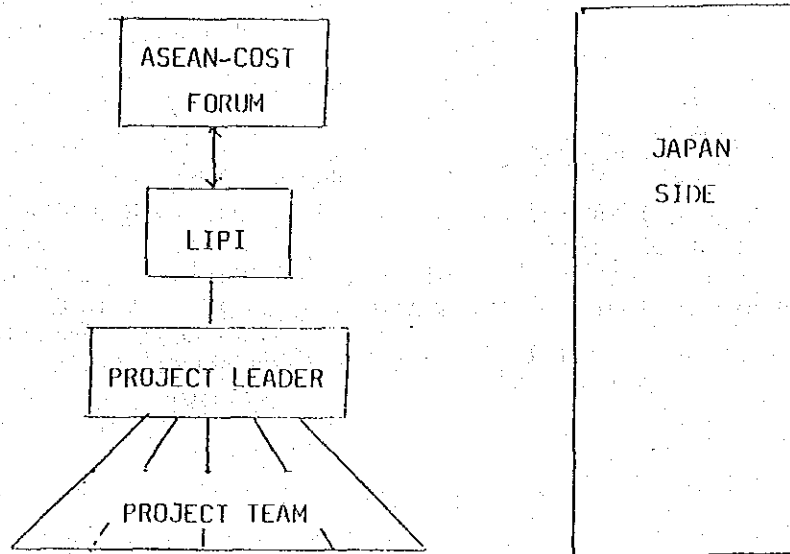 ASEAN-COST
FORUM
LIPI
PROJECT LEADER
PROJECT TEAM
JAPAN
SIDE